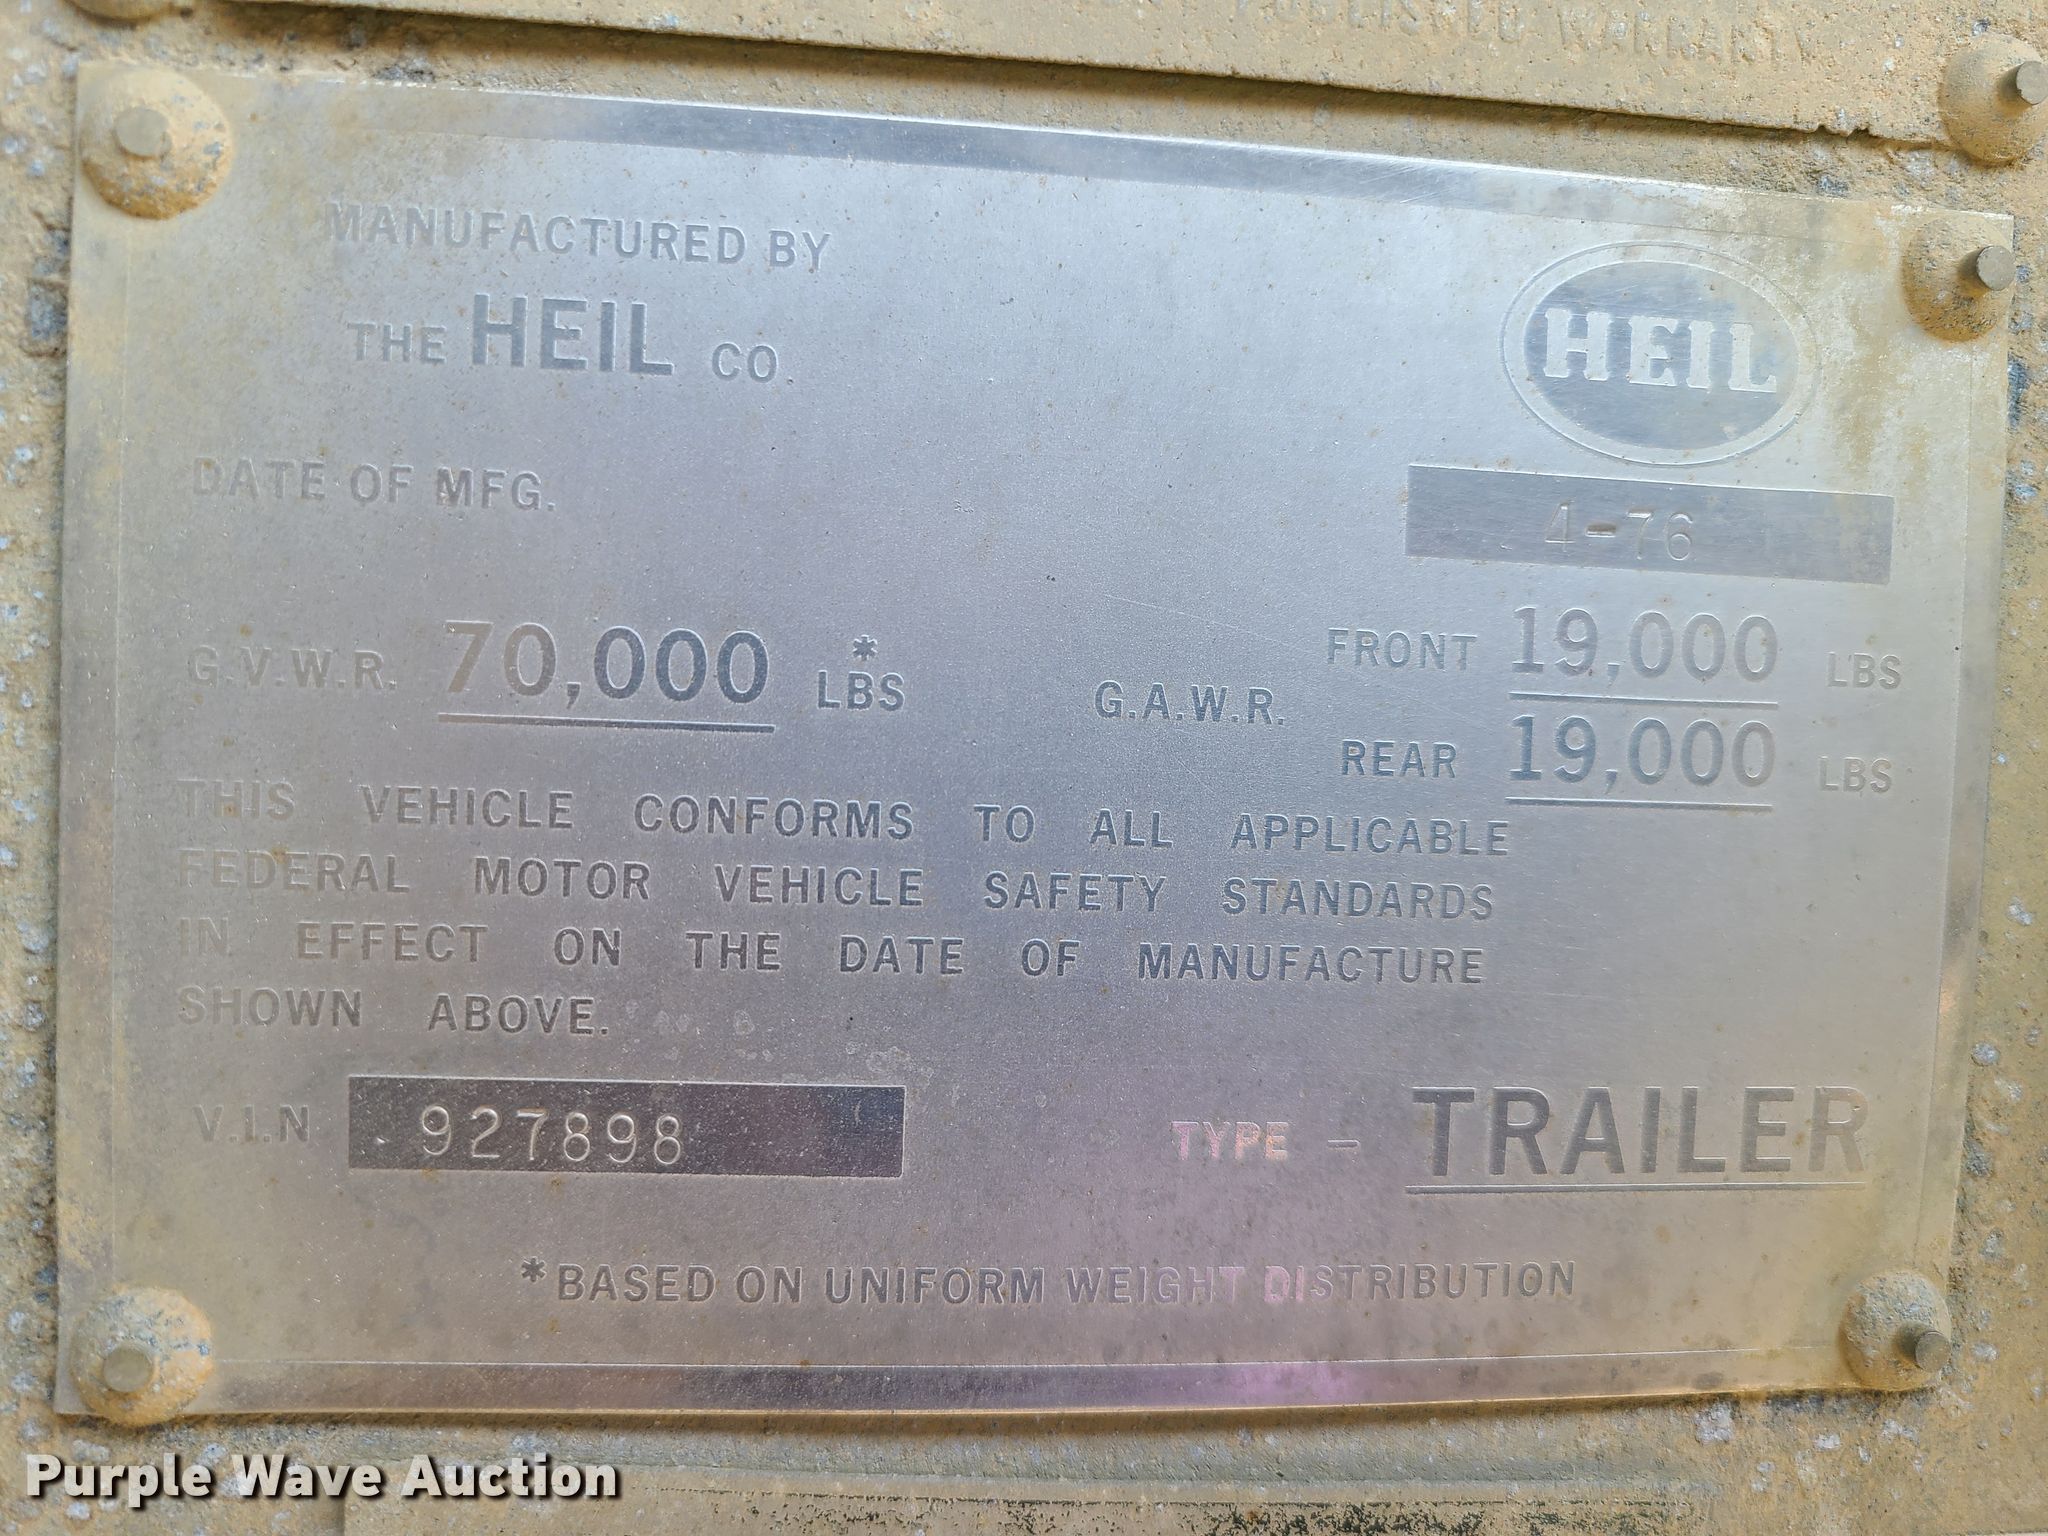 PUBLISHED WARRANTY
MANUFACTURED BY
THE HEIL CO
HEIL
DATE OF MFG.
4-76
G.V.W.R. 70,000 LBS*
G.A.W.R.
FRONT 19,000 LBS
REAR 19,000 LBS
THIS VEHICLE CONFORMS TO ALL APPLICABLE
FEDERAL MOTOR VEHICLE SAFETY STANDARDS
IN EFFECT ON THE DATE OF MANUFACTURE
SHOWN ABOVE.
V.I.N 927898
TYPE - TRAILER
*BASED ON UNIFORM WEIGHT DISTRIBUTION
Purple Wave Auction